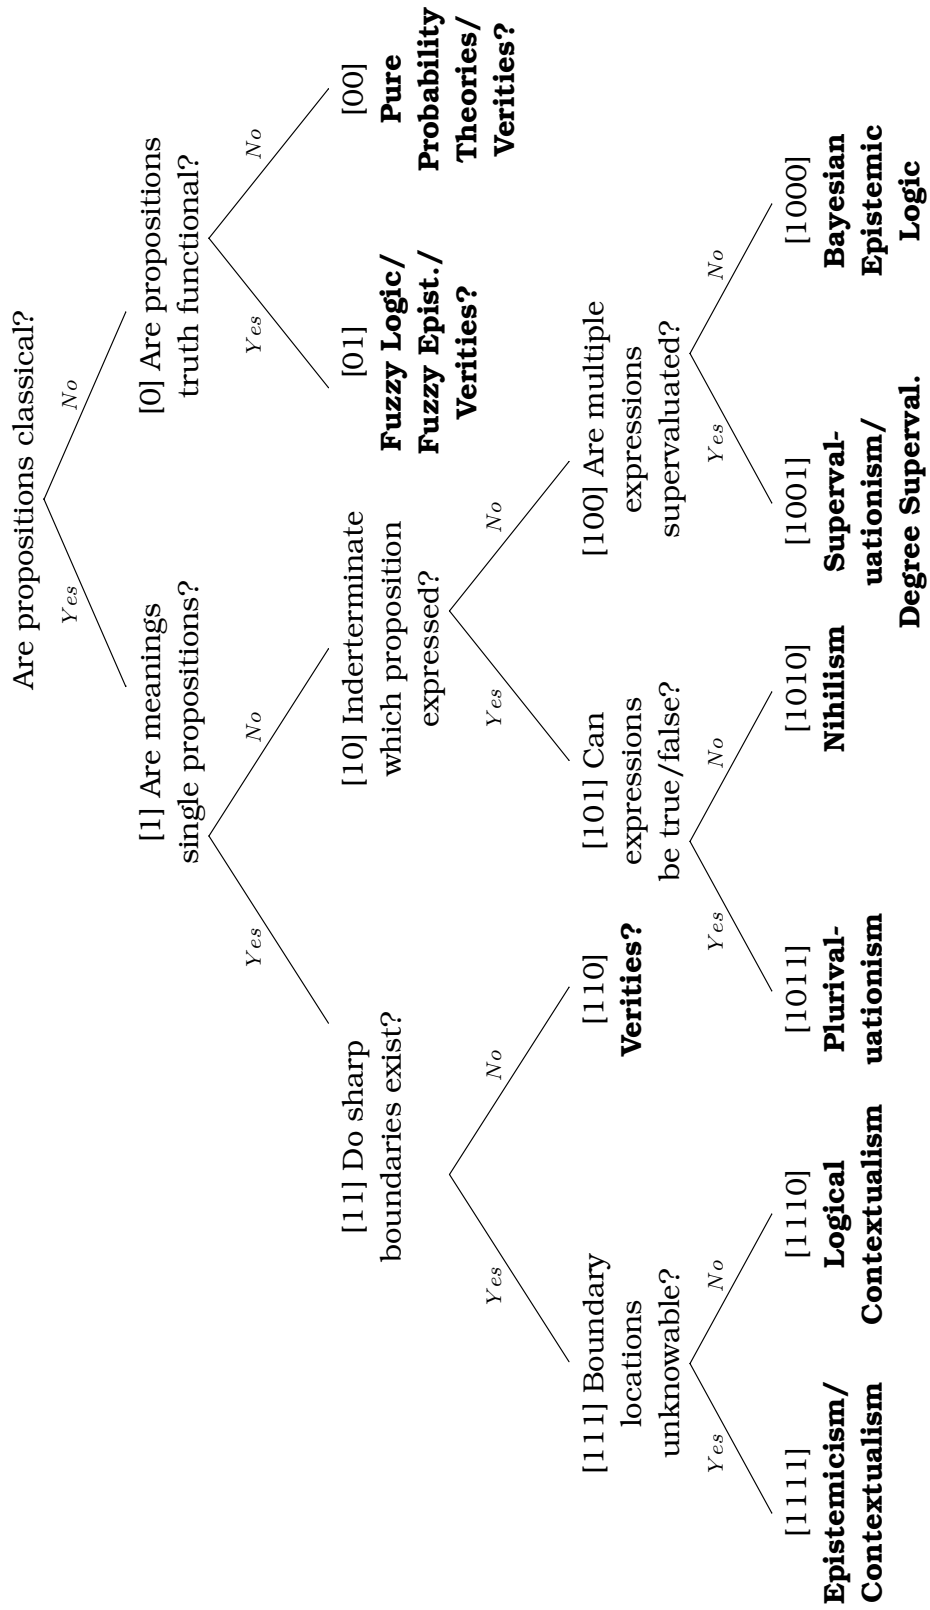 Are propositions classical?
Yes
No
[1] Are meanings
single propositions?
[0] Are propositions
truth functional?
Yes
No
Yes
No
[11] Do sharp
boundaries exist?
[10] Inderterminate
which proposition
expressed?
[01]
Fuzzy Logic/
Fuzzy Epist./
Verities?
[00]
Pure
Probability
Theories/
Verities?
Yes
No
Yes
No
[111] Boundary
locations
unknowable?
[110]
Verities?
[101] Can
expressions
be true/false?
[100] Are multiple
expressions
supervaluated?
Yes
No
Yes
No
Yes
No
[1111]
Epistemicism/
Contextualism
[1110]
Logical
Contextualism
[1011]
Plurival-
uationism
[1010]
Nihilism
[1001]
Superval-
uationism/
Degree Superval.
[1000]
Bayesian
Epistemic
Logic